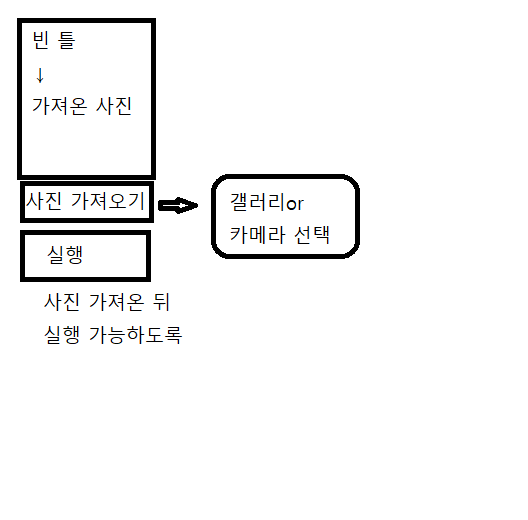 빈 틀
↓
가져온 사진
사진 가져오기
갤러리or
카메라 선택
실행
사진 가져온 뒤
실행 가능하도록